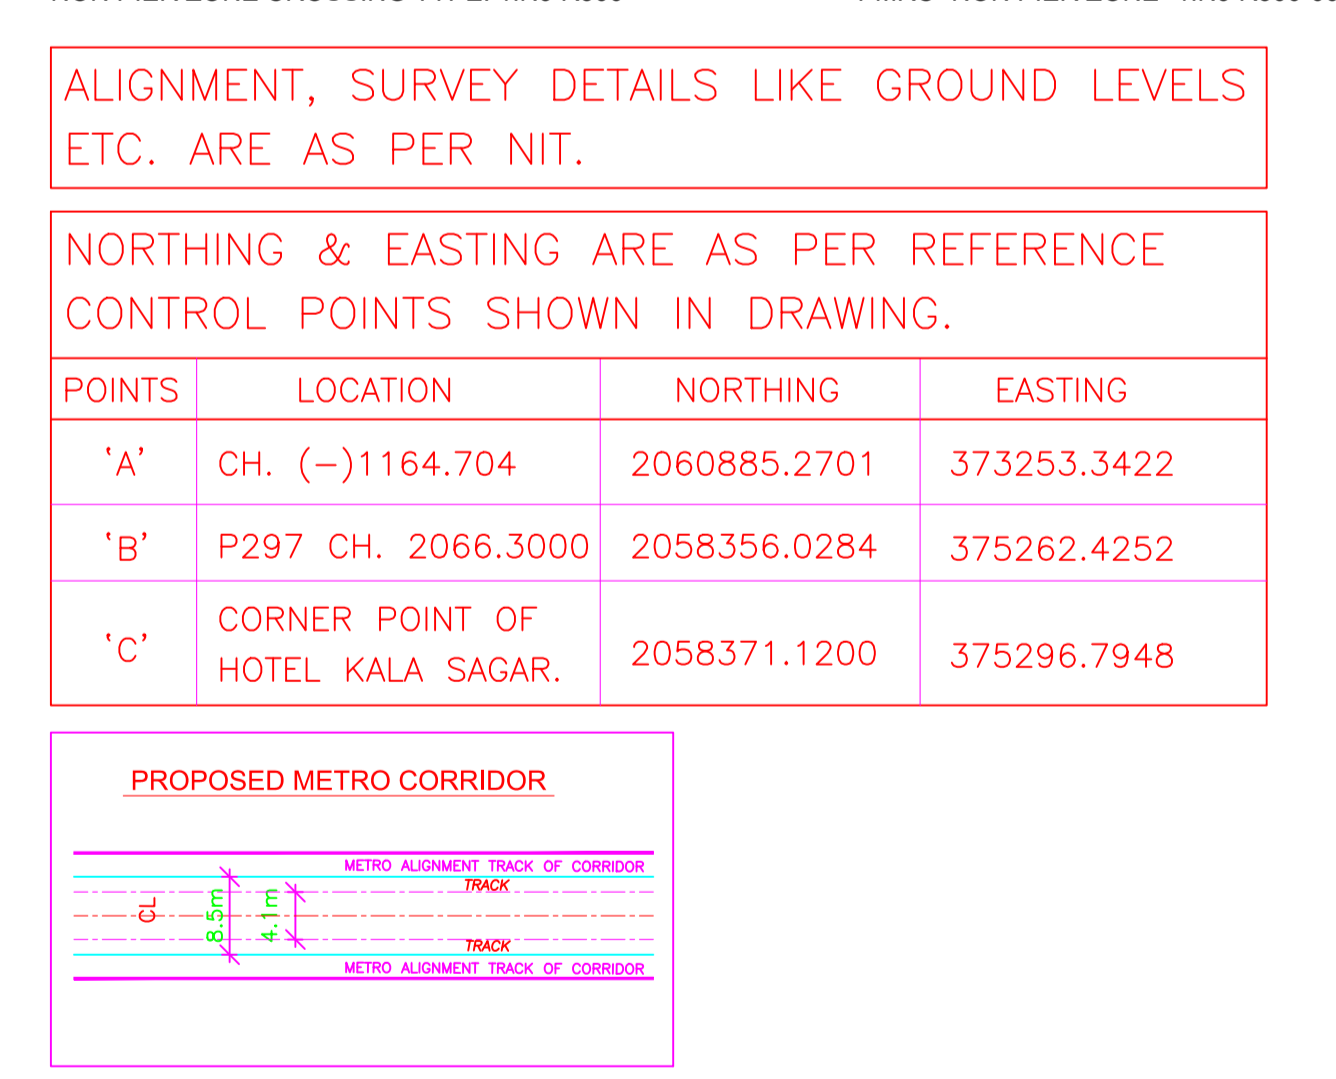 ALIGNMENT, SURVEY DETAILS LIKE GROUND LEVELS
ETC. ARE AS PER NIT.
NORTHING & EASTING ARE AS PER REFERENCE
CONTROL POINTS SHOWN IN DRAWING.
POINTS LOCATION NORTHING EASTING
'A' CH. (–)1164.704 2060885.2701 373253.3422
'B' P297 CH. 2066.3000 2058356.0284 375262.4252
'C' CORNER POINT OF
HOTEL KALA SAGAR. 2058371.1200 375296.7948
PROPOSED METRO CORRIDOR
METRO ALIGNMENT TRACK OF CORRIDOR
TRACK
CL
8.5m
4.1m
TRACK
METRO ALIGNMENT TRACK OF CORRIDOR